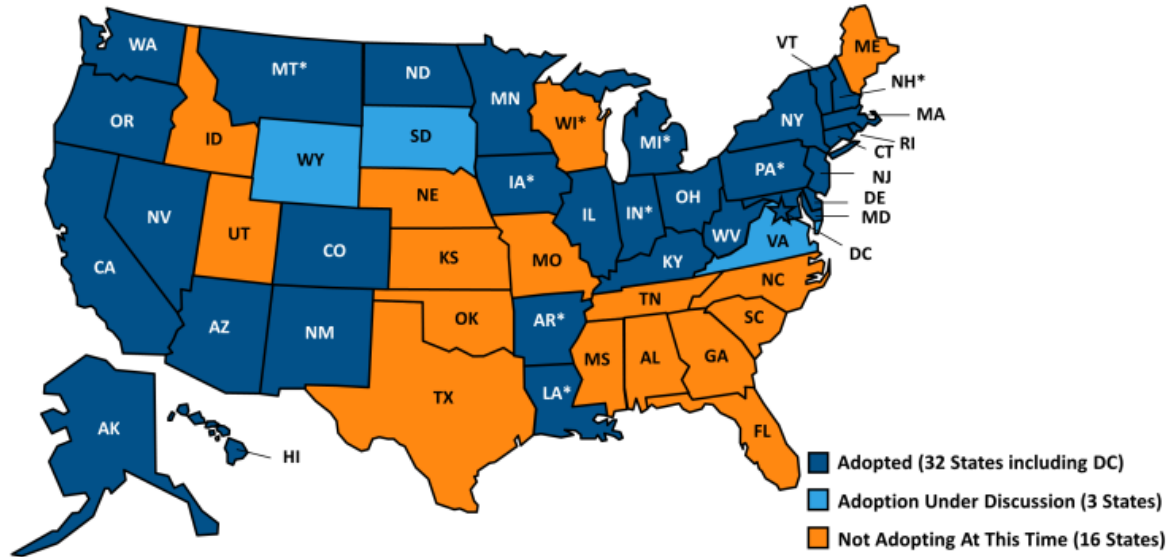 WA
MT*
ND
MN
VT
ME
NH*
MA
OR
ID
WY
SD
WI*
MI*
NY
RI
CT
NJ
DE
MD
DC
PA*
NV
UT
CO
NE
IA*
IL
IN*
OH
WV
VA
CA
KS
MO
KY
AZ
NM
OK
AR*
TN
NC
SC
TX
LA*
MS
AL
GA
FL
AK
HI
Adopted (32 States including DC)
Adoption Under Discussion (3 States)
Not Adopting At This Time (16 States)